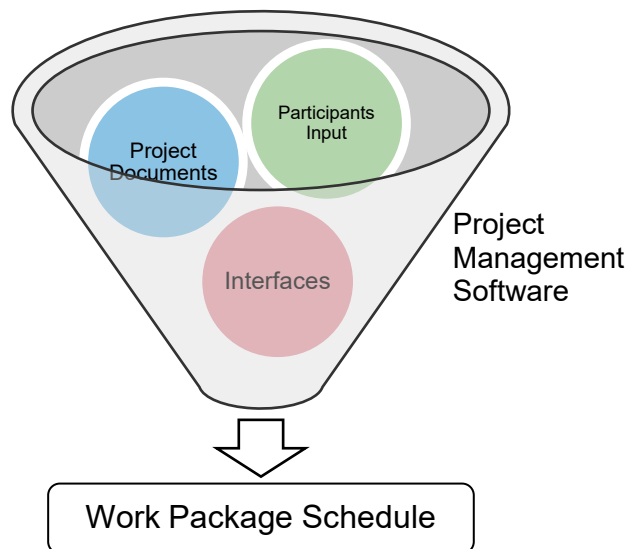 Participants
Input
Project
Documents
Interfaces
Project
Management
Software
Work Package Schedule